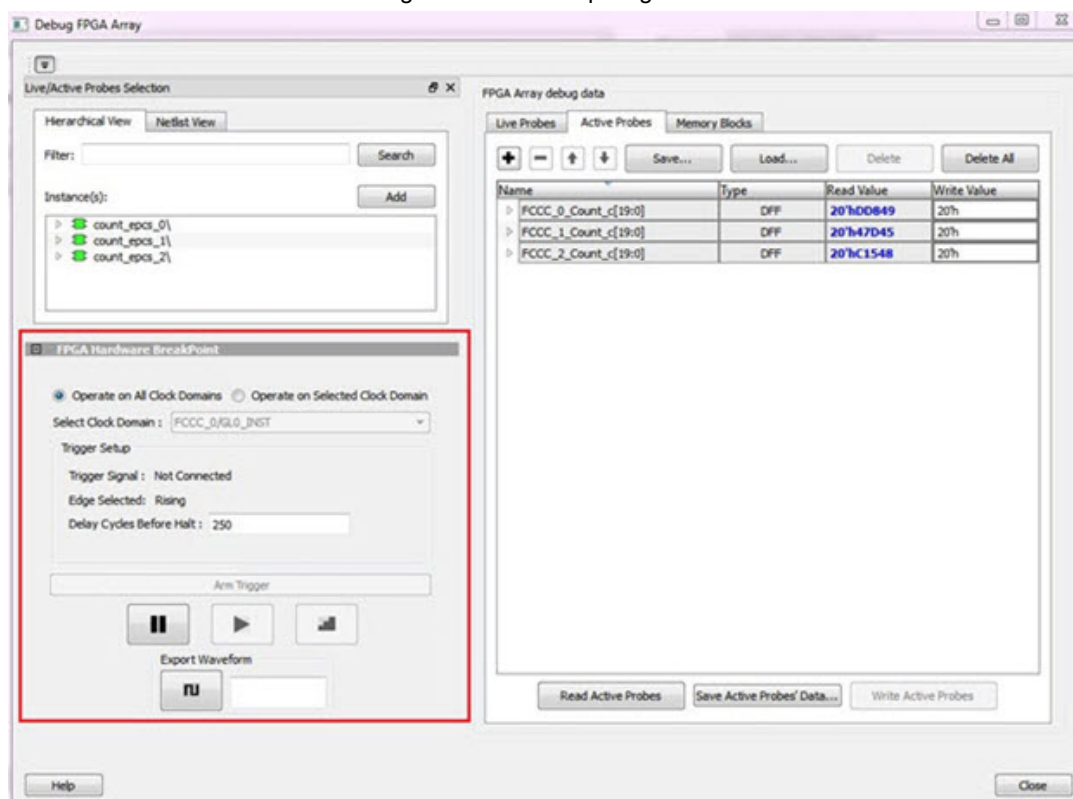 Debug FPGA Array
Live/Active Probes Selection
Hierarchical View Netlist View
Filter: Search
Instance(s): Add
count_epcs_0\
count_epcs_1\
count_epcs_2\
FPGA Hardware BreakPoint
Operate on All Clock Domains Operate on Selected Clock Domain
Select Clock Domain : FCCC_0/GL0_INST
Trigger Setup
Trigger Signal : Not Connected
Edge Selected: Rising
Delay Cycles Before Halt : 250
Arm Trigger
Export Waveform
FPGA Array debug data
Live Probes Active Probes Memory Blocks
Save... Load... Delete Delete All
Name Type Read Value Write Value
FCCC_0_Count_c[19:0] DFF 20'hDD849 20'h
FCCC_1_Count_c[19:0] DFF 20'h47D45 20'h
FCCC_2_Count_c[19:0] DFF 20'hC1548 20'h
Read Active Probes Save Active Probes' Data... Write Active Probes
Help Close